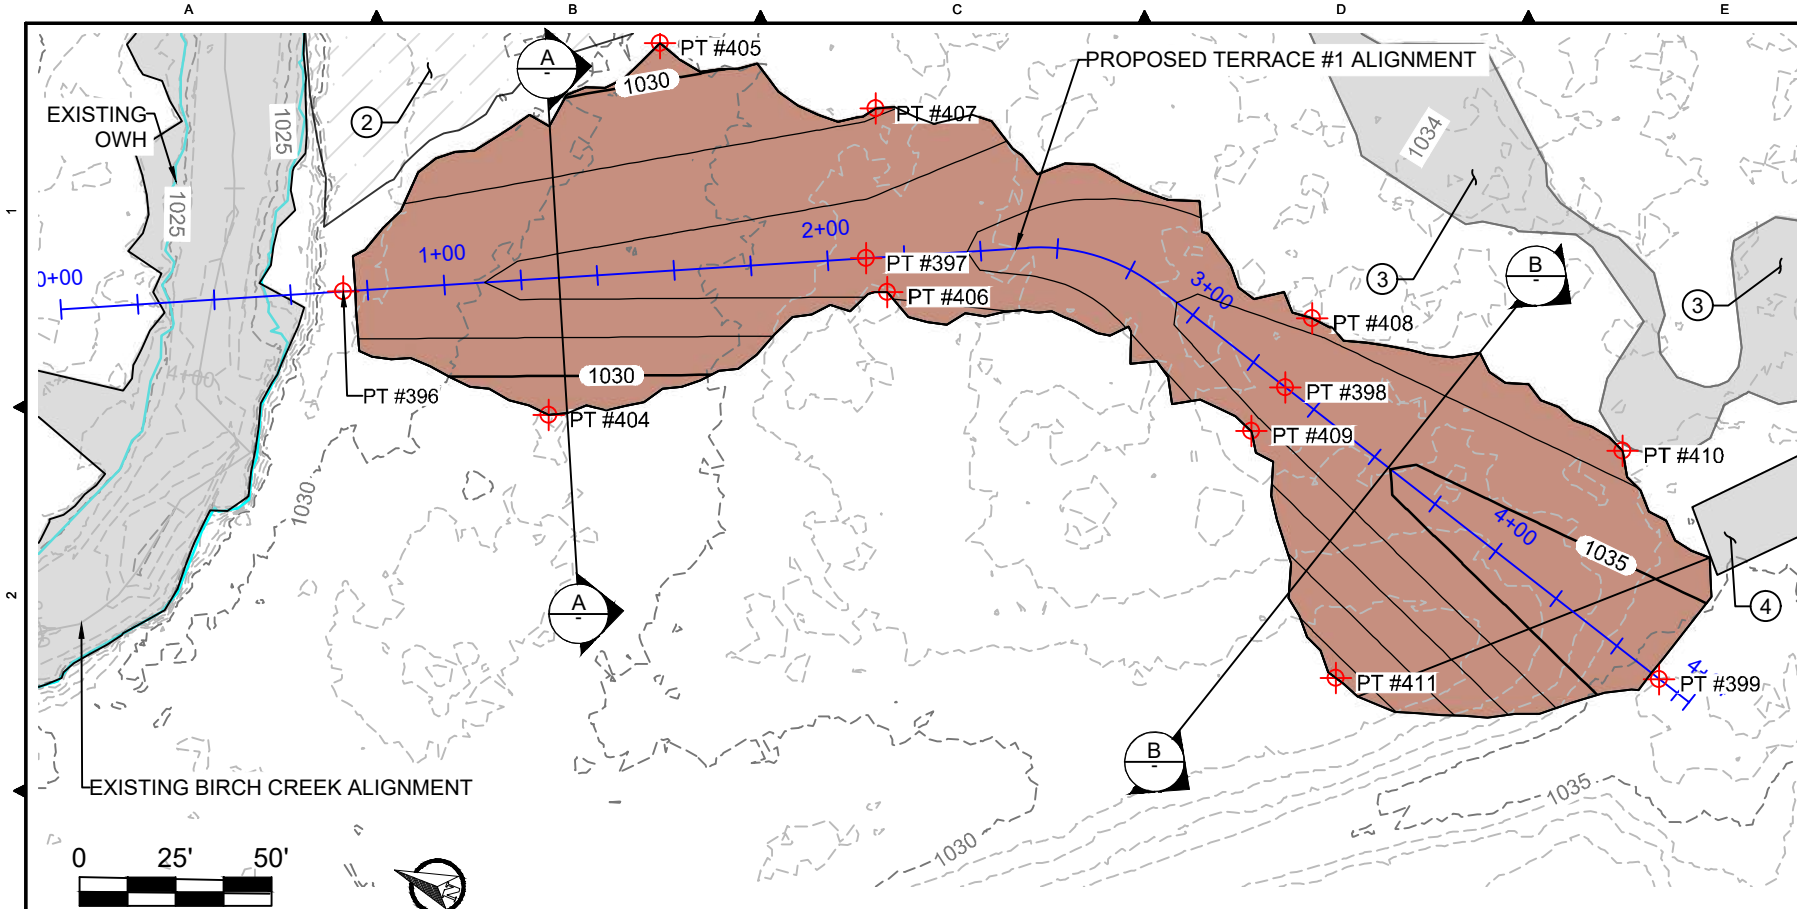 A B C D E
1
2
EXISTING
OWH
1025
1025
2
A
-
PT #405
1030
PT #407
PROPOSED TERRACE #1 ALIGNMENT
1034
3
3
B
-
0+00
1+00
2+00
3+00
4+00
PT #397
PT #406
PT #408
PT #396
1030
PT #404
PT #398
PT #409
PT #410
1030
4+00
1035
4
A
-
PT #411
PT #399
B
-
EXISTING BIRCH CREEK ALIGNMENT
1030
1035
0 25' 50'